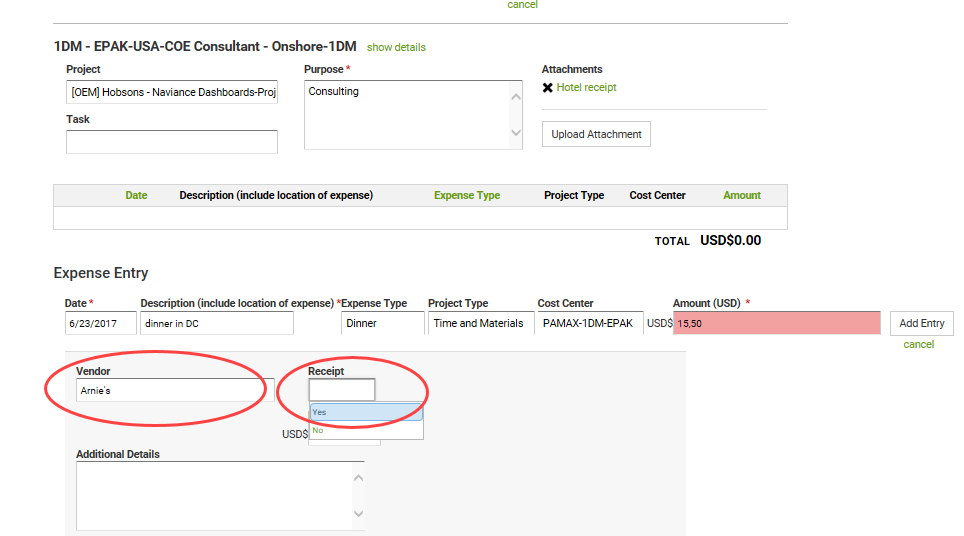 cancel
1DM - EPAK-USA-COE Consultant - Onshore-1DM show details
Project
[OEM] Hobsons - Naviance Dashboards-Proj
Task
Purpose *
Consulting
Attachments
Hotel receipt
Upload Attachment
Date Description (include location of expense) Expense Type Project Type Cost Center Amount
TOTAL USD$0.00
Expense Entry
Date * Description (include location of expense) * Expense Type Project Type Cost Center Amount (USD) *
6/23/2017 dinner in DC Dinner Time and Materials PAMAX-1DM-EPAK USD$ 15,50 Add Entry
cancel
Vendor Receipt
Arnie's
Yes
No
USD$
Additional Details